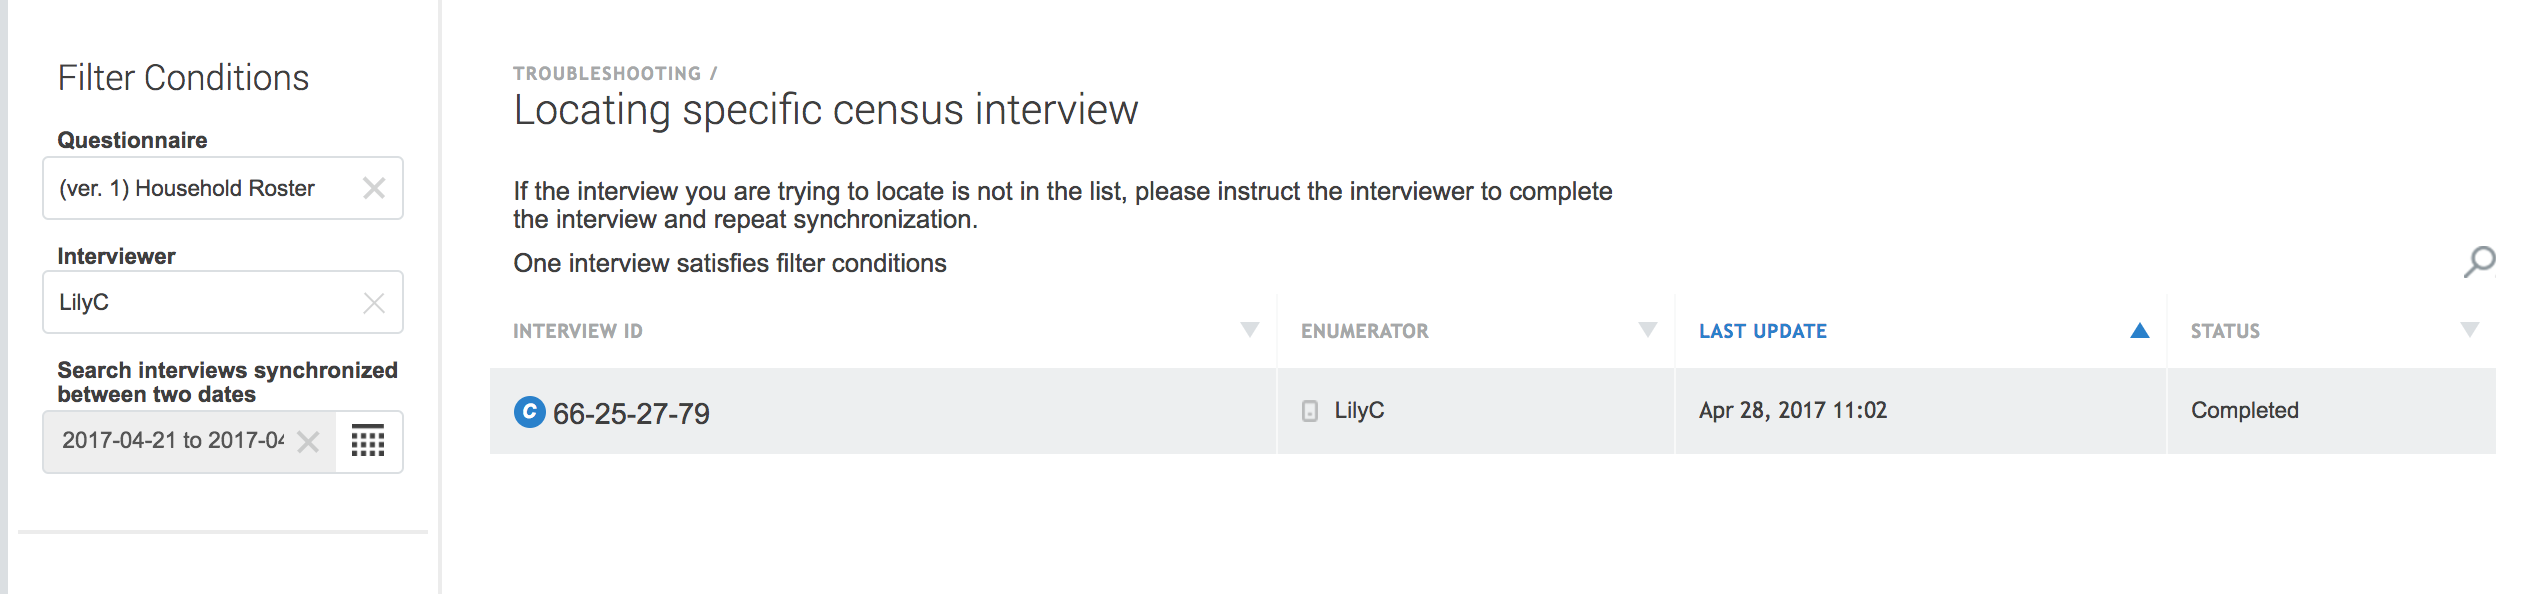 Filter Conditions
Questionnaire
(ver. 1) Household Roster
Interviewer
LilyC
Search interviews synchronized
between two dates
2017-04-21 to 2017-04
TROUBLESHOOTING /
Locating specific census interview
If the interview you are trying to locate is not in the list, please instruct the interviewer to complete
the interview and repeat synchronization.
One interview satisfies filter conditions
INTERVIEW ID ENUMERATOR LAST UPDATE STATUS
C 66-25-27-79 LilyC Apr 28, 2017 11:02 Completed